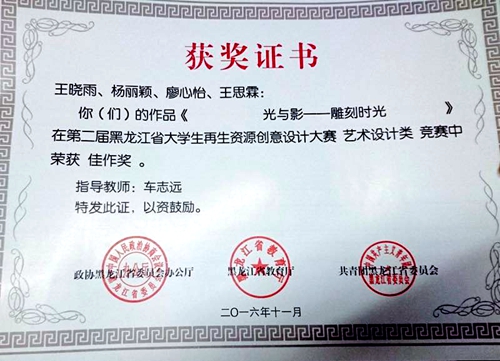 获奖证书
王晓雨、杨丽颖、廖心怡、王思霖：
你（们）的作品《 光与影——雕刻时光 》
在第二届黑龙江省大学生再生资源创意设计大赛 艺术设计类 竞赛中
荣获 佳作奖 。
指导教师：车志远
特发此证，以资鼓励。
政协黑龙江省委员会办公厅 黑龙江省教育厅 共青团黑龙江省委员会
二〇一六年十一月